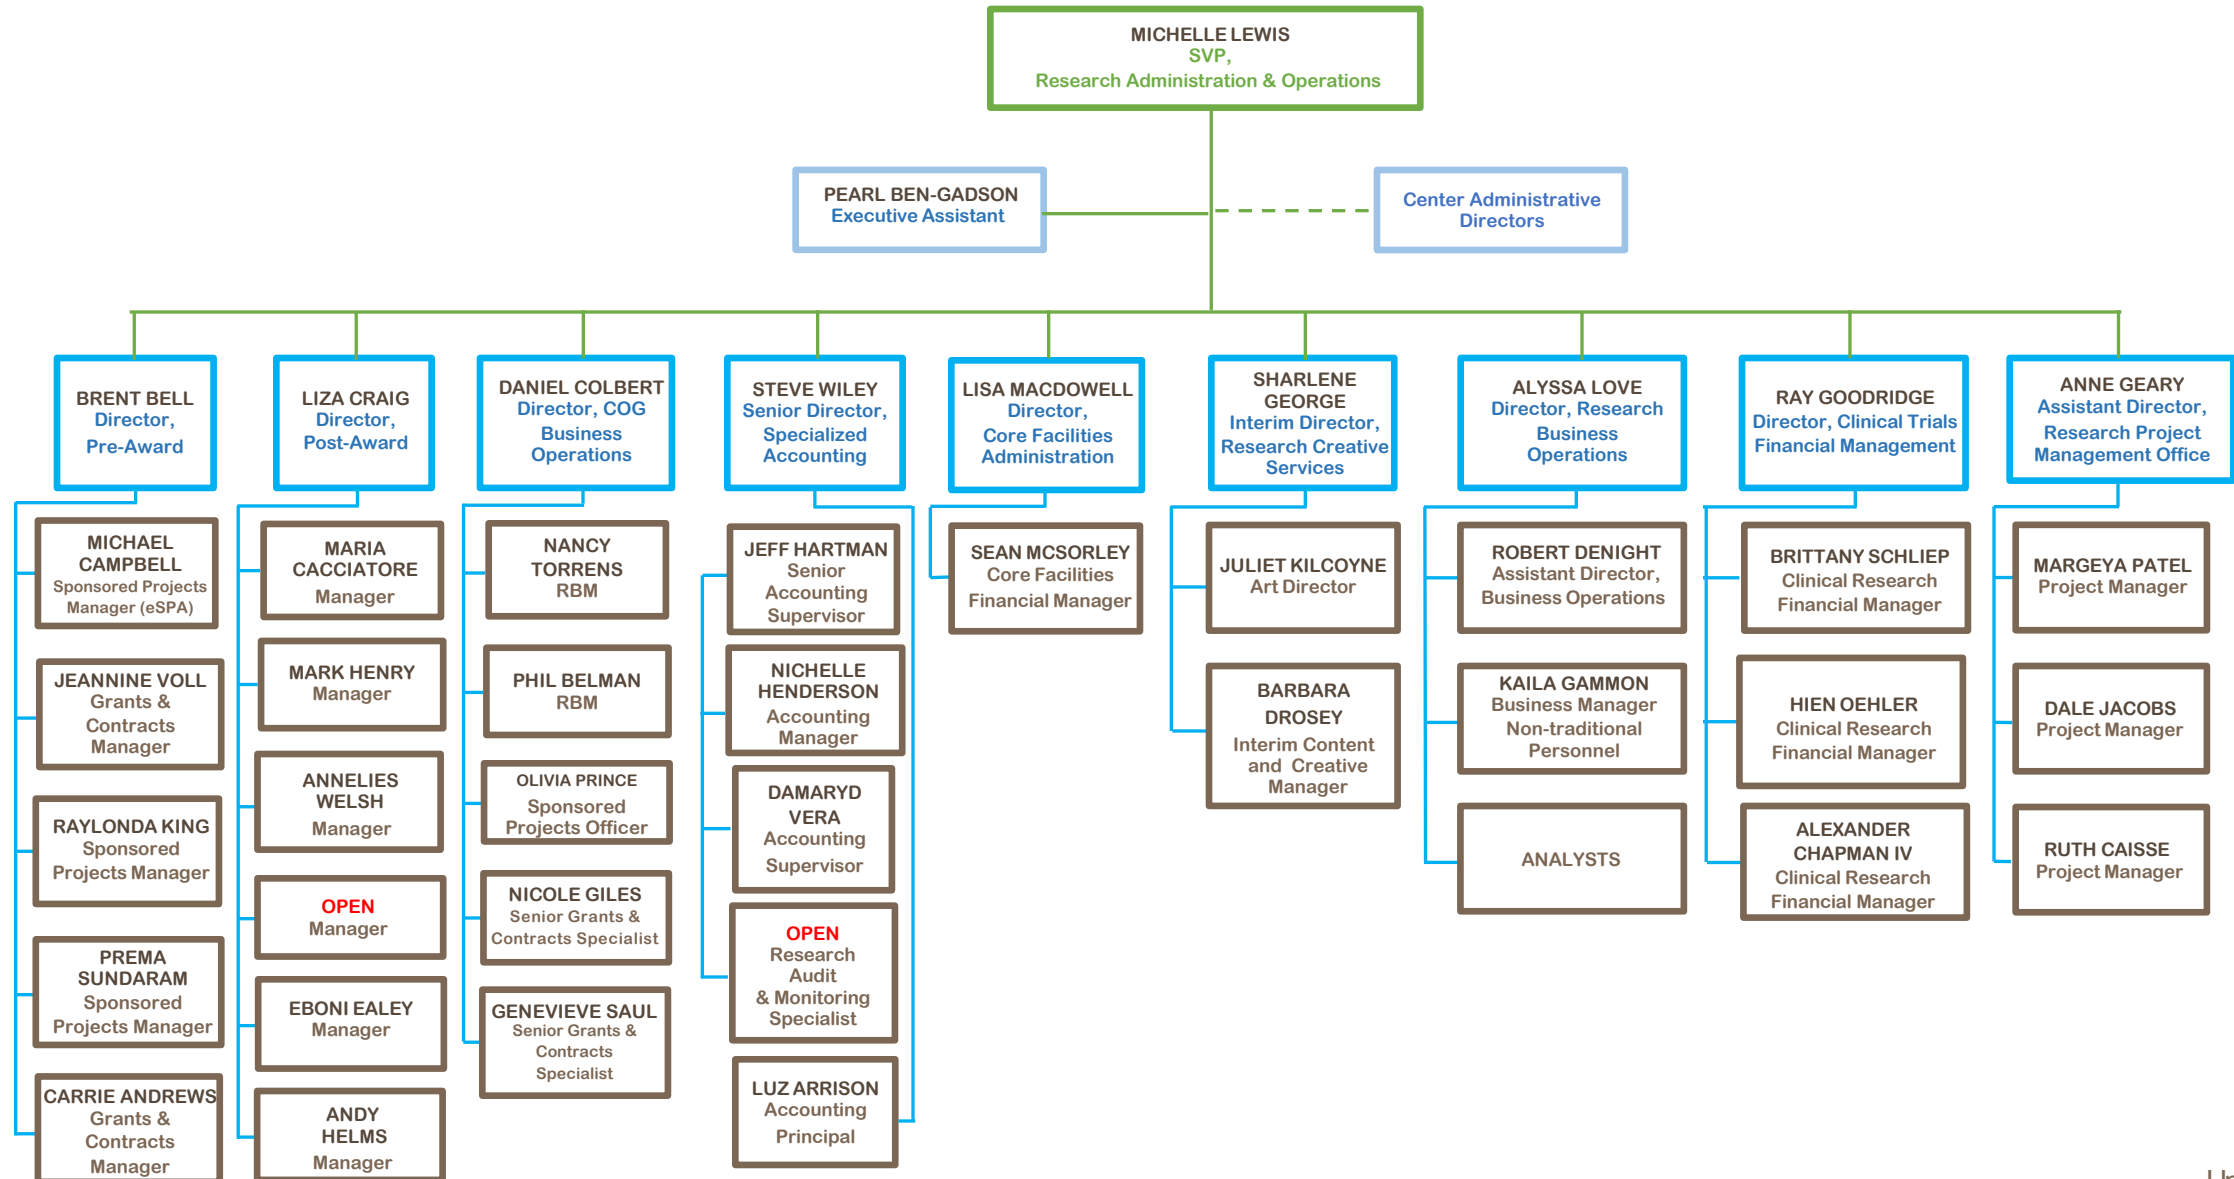 MICHELLE LEWIS
SVP,
Research Administration & Operations
PEARL BEN-GADSON
Executive Assistant
Center Administrative
Directors
BRENT BELL
Director,
Pre-Award
LIZA CRAIG
Director,
Post-Award
DANIEL COLBERT
Director, COG
Business
Operations
STEVE WILEY
Senior Director,
Specialized
Accounting
LISA MACDOWELL
Director,
Core Facilities
Administration
SHARLENE
GEORGE
Interim Director,
Research Creative
Services
ALYSSA LOVE
Director, Research
Business
Operations
RAY GOODRIDGE
Director, Clinical Trials
Financial Management
ANNE GEARY
Assistant Director,
Research Project
Management Office
MICHAEL
CAMPBELL
Sponsored Projects
Manager (eSPA)
JEANNINE VOLL
Grants &
Contracts
Manager
RAYLONDA KING
Sponsored
Projects Manager
PREMA
SUNDARAM
Sponsored
Projects Manager
CARRIE ANDREWS
Grants &
Contracts
Manager
MARIA
CACCIATORE
Manager
MARK HENRY
Manager
ANNELIES
WELSH
Manager
OPEN
Manager
EBONI EALEY
Manager
ANDY
HELMS
Manager
NANCY
TORRENS
RBM
PHIL BELMAN
RBM
OLIVIA PRINCE
Sponsored
Projects Officer
NICOLE GILES
Senior Grants &
Contracts Specialist
GENEVIEVE SAUL
Senior Grants &
Contracts
Specialist
JEFF HARTMAN
Senior
Accounting
Supervisor
NICHELLE
HENDERSON
Accounting
Manager
DAMARYD
VERA
Accounting
Supervisor
OPEN
Research
Audit
& Monitoring
Specialist
LUZ ARRISON
Accounting
Principal
SEAN MCSORLEY
Core Facilities
Financial Manager
JULIET KILCOYNE
Art Director
BARBARA
DROSEY
Interim Content
and Creative
Manager
ROBERT DENIGHT
Assistant Director,
Business Operations
KAILA GAMMON
Business Manager
Non-traditional
Personnel
ANALYSTS
BRITTANY SCHLIEP
Clinical Research
Financial Manager
HIEN OEHLER
Clinical Research
Financial Manager
ALEXANDER
CHAPMAN IV
Clinical Research
Financial Manager
MARGEYA PATEL
Project Manager
DALE JACOBS
Project Manager
RUTH CAISSE
Project Manager